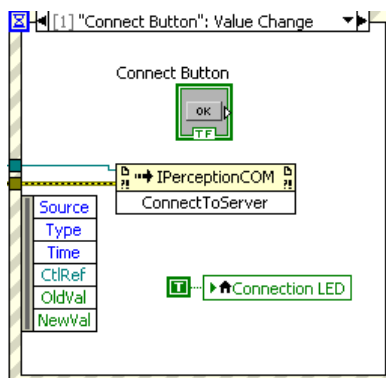 [1] "Connect Button": Value Change
Connect Button
OK
TF
IPerceptionCOM
ConnectToServer
Source
Type
Time
CtlRef
OldVal
NewVal
T
Connection LED